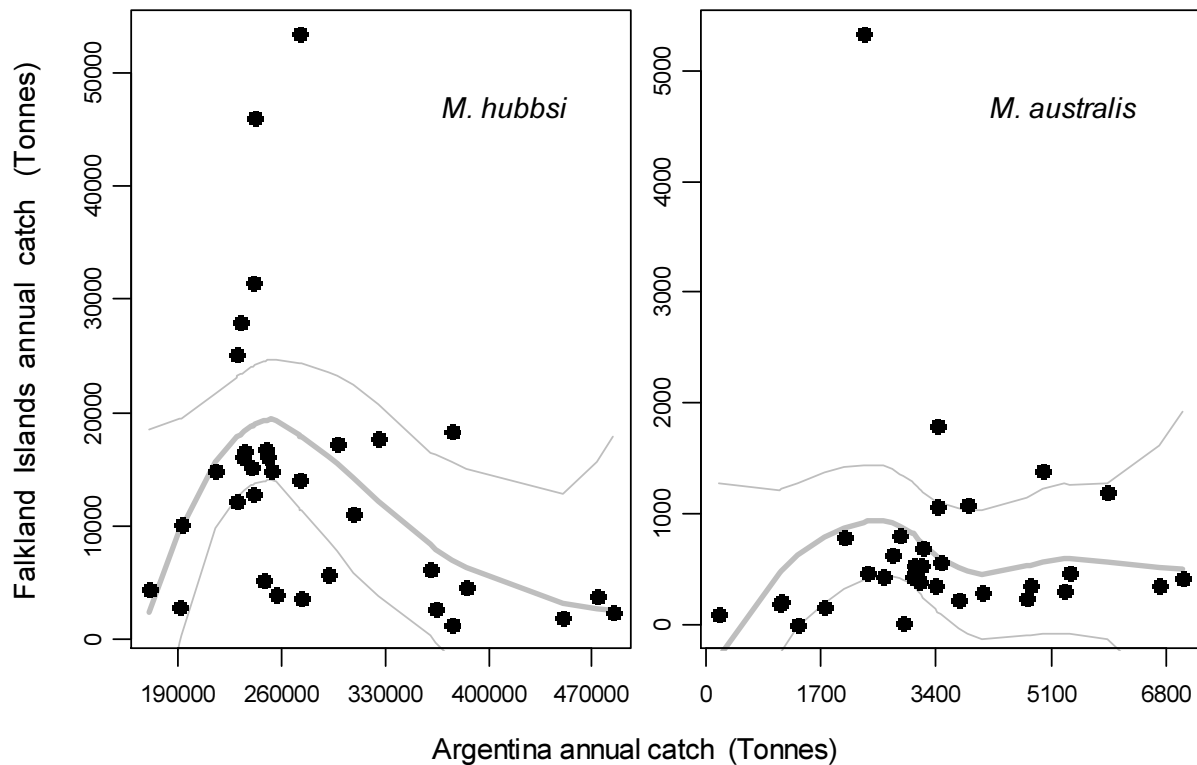 Falkland Islands annual catch (Tonnes)
50000
40000
30000
20000
10000
0
M. hubbsi
190000 260000 330000 400000 470000
5000
4000
3000
2000
1000
0
M. australis
0 1700 3400 5100 6800
Argentina annual catch (Tonnes)